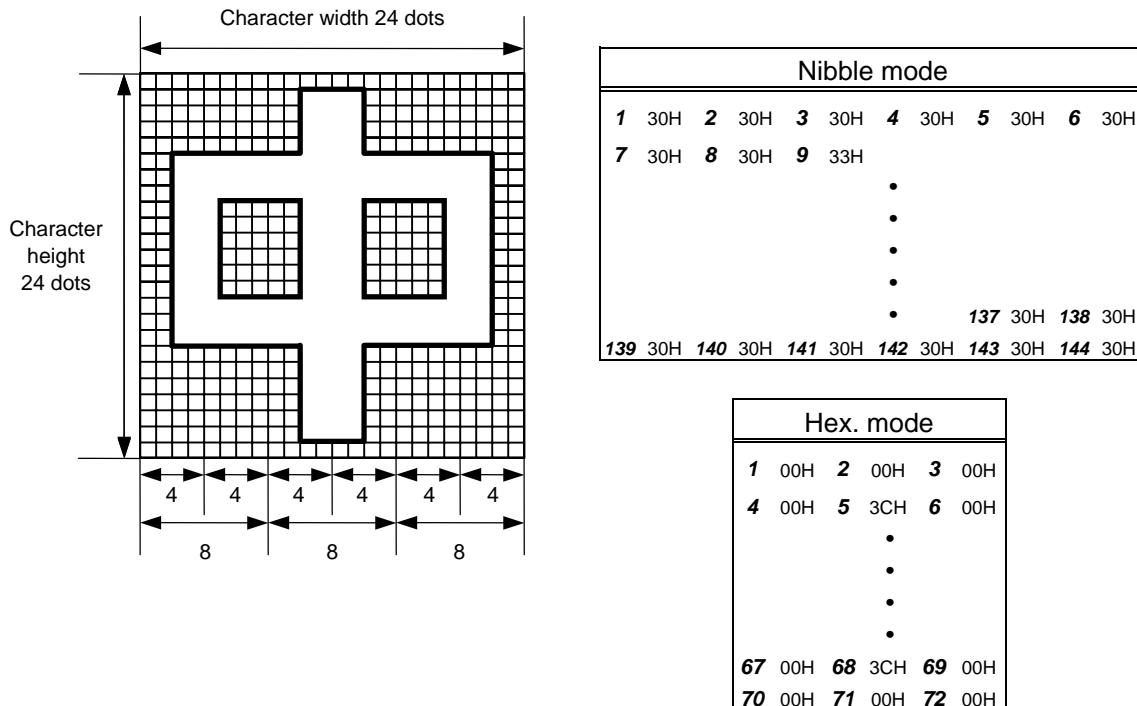 Character width 24 dots
Character
height
24 dots
4 4 4 4 4 4
8 8 8
Nibble mode
1 30H 2 30H 3 30H 4 30H 5 30H 6 30H
7 30H 8 30H 9 33H
137 30H 138 30H
139 30H 140 30H 141 30H 142 30H 143 30H 144 30H
Hex. mode
1 00H 2 00H 3 00H
4 00H 5 3CH 6 00H
67 00H 68 3CH 69 00H
70 00H 71 00H 72 00H